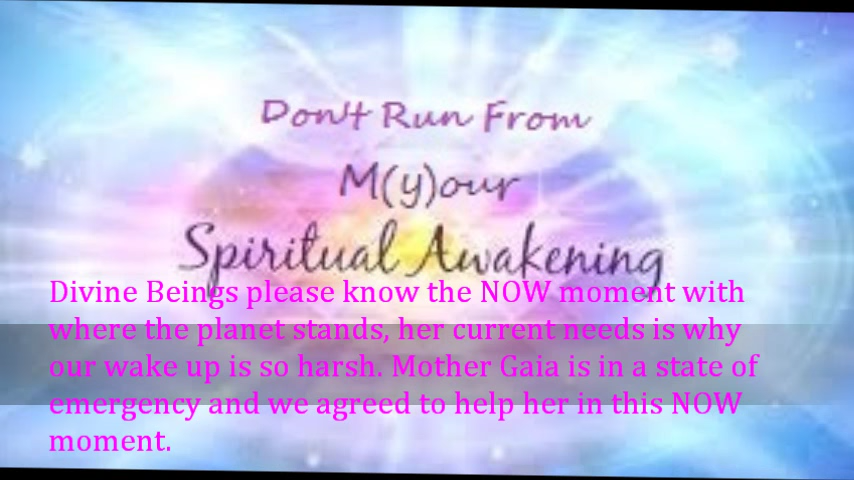 Don't Run From
M(y)our
Spiritual Awakening
Divine Beings please know the NOW moment with
where the planet stands, her current needs is why
our wake up is so harsh. Mother Gaia is in a state of
emergency and we agreed to help her in this NOW
moment.